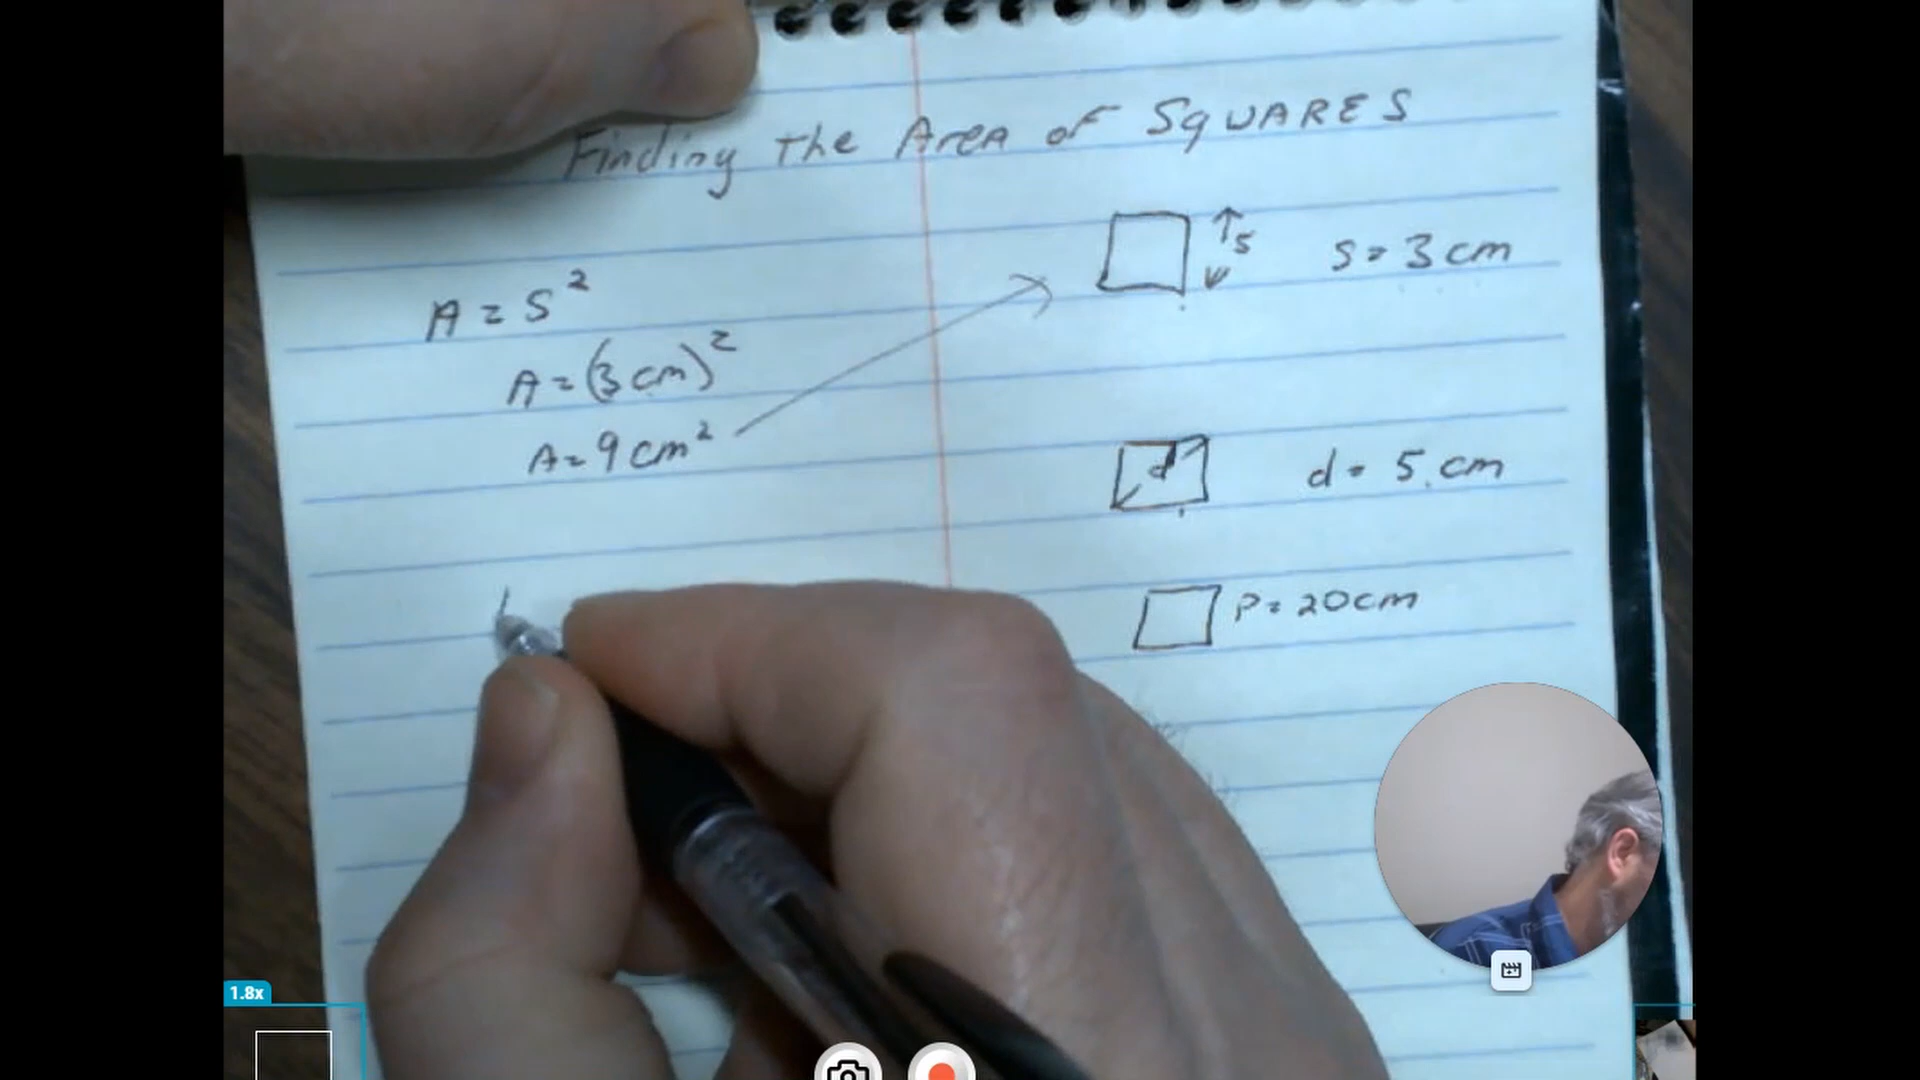 Finding the Area of SquARES
A = S²
A = (3 cm)²
A = 9 cm²
s
S = 3 cm
d
d = 5 cm
P = 20cm
1.8x